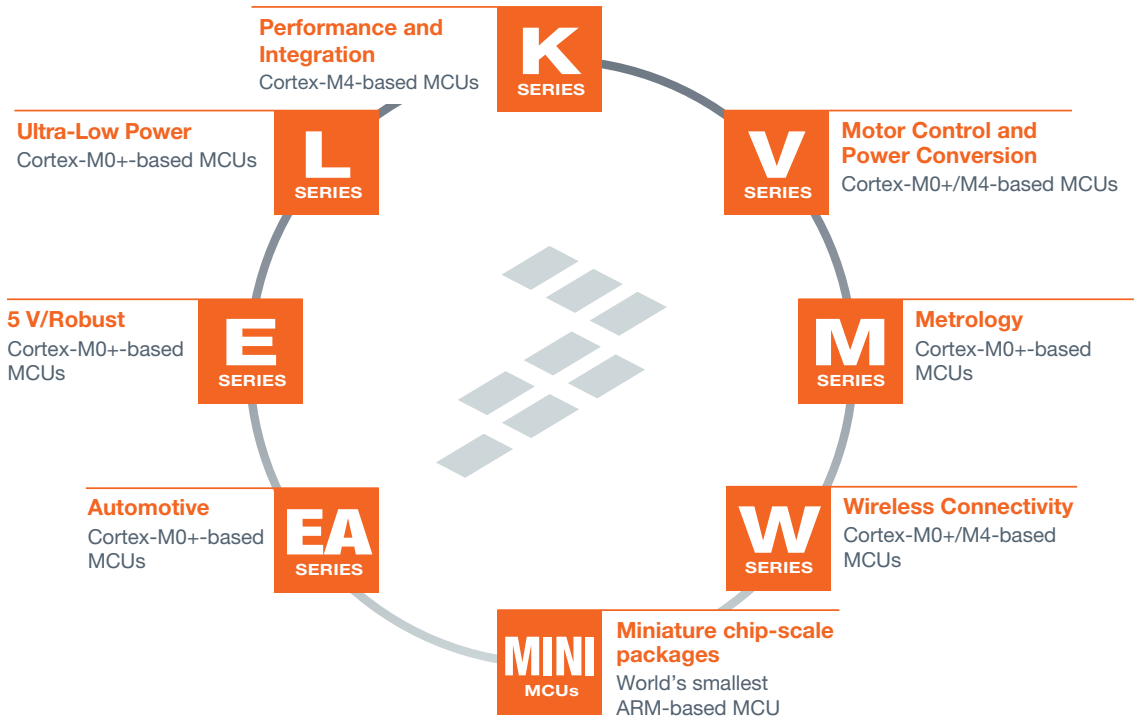 Performance and
Integration
Cortex-M4-based MCUs
K
SERIES
V
SERIES
Motor Control and
Power Conversion
Cortex-M0+/M4-based MCUs
M
SERIES
Metrology
Cortex-M0+-based
MCUs
W
SERIES
Wireless Connectivity
Cortex-M0+/M4-based
MCUs
MINI
MCUs
Miniature chip-scale
packages
World's smallest
ARM-based MCU
Automotive
Cortex-M0+-based
MCUs
EA
SERIES
5 V/Robust
Cortex-M0+-based
MCUs
E
SERIES
Ultra-Low Power
Cortex-M0+-based MCUs
L
SERIES